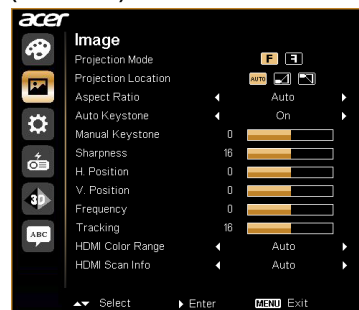 acer
Image
Projection Mode F F
Projection Location AUTO
Aspect Ratio Auto
Auto Keystone On
Manual Keystone 0
Sharpness 16
H. Position 0
V. Position 0
3D
Frequency 0
ABC
Tracking 16
HDMI Color Range Auto
HDMI Scan Info Auto
Select Enter MENU Exit